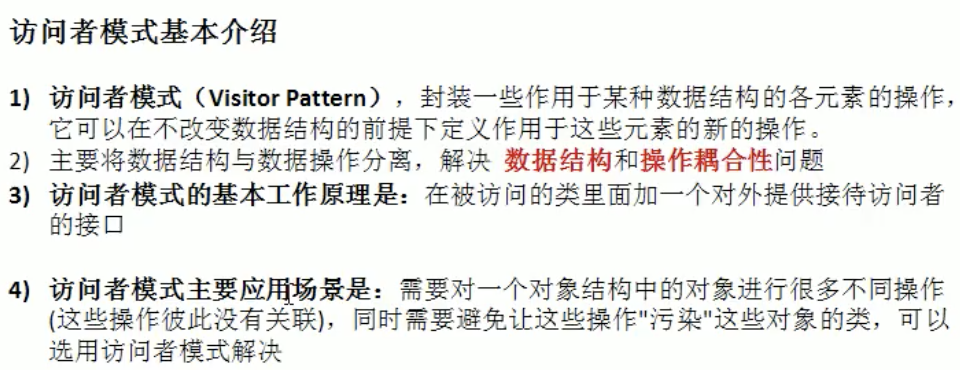 访问者模式基本介绍
1) 访问者模式（Visitor Pattern），封装一些作用于某种数据结构的各元素的操作，
它可以在不改变数据结构的前提下定义作用于这些元素的新的操作。
2) 主要将数据结构与数据操作分离，解决 数据结构和操作耦合性问题
3) 访问者模式的基本工作原理是：在被访问的类里面加一个对外提供接待访问者
的接口
4) 访问者模式主要应用场景是：需要对一个对象结构中的对象进行很多不同操作
(这些操作彼此没有关联)，同时需要避免让这些操作"污染"这些对象的类，可以
选用访问者模式解决